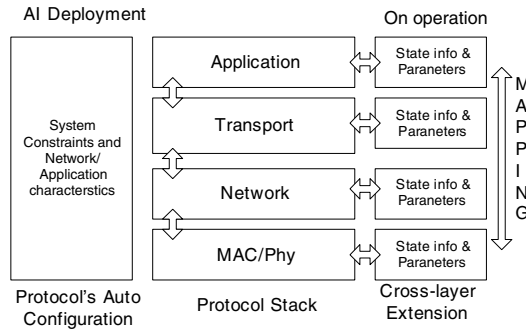 AI Deployment
On operation
System
Constraints and
Network/
Application
characterstics
Application
State info &
Paraneters
Transport
State info &
Parameters
Network
State info &
Parameters
MAC/Phy
State info &
Parameters
M
A
P
P
I
N
G
Protocol's Auto
Configuration
Protocol Stack
Cross-layer
Extension